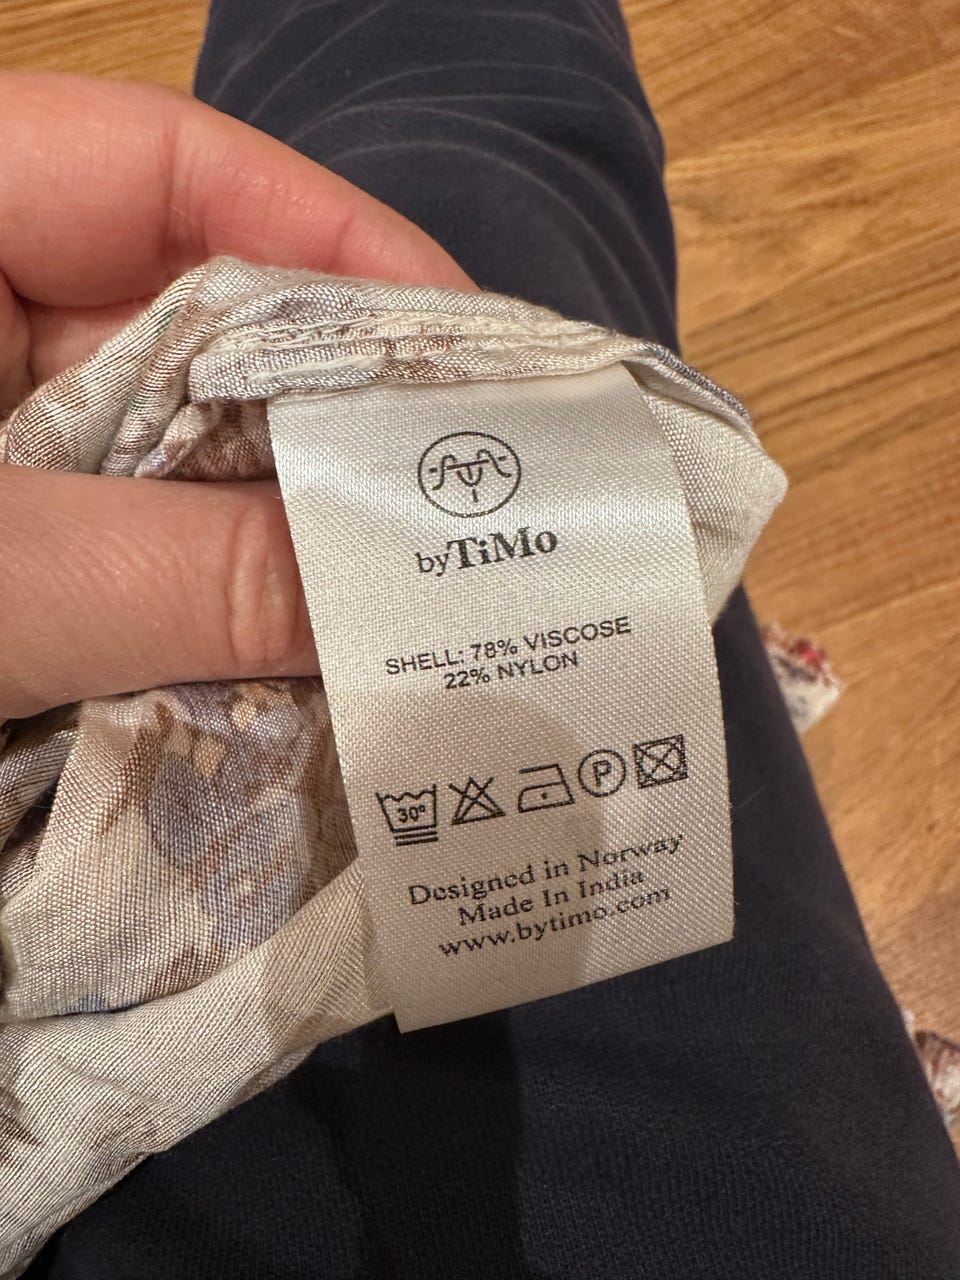 byTiMo
SHELL: 78% VISCOSE
22% NYLON
30°
P
Designed in Norway
Made In India
www.bytimo.com